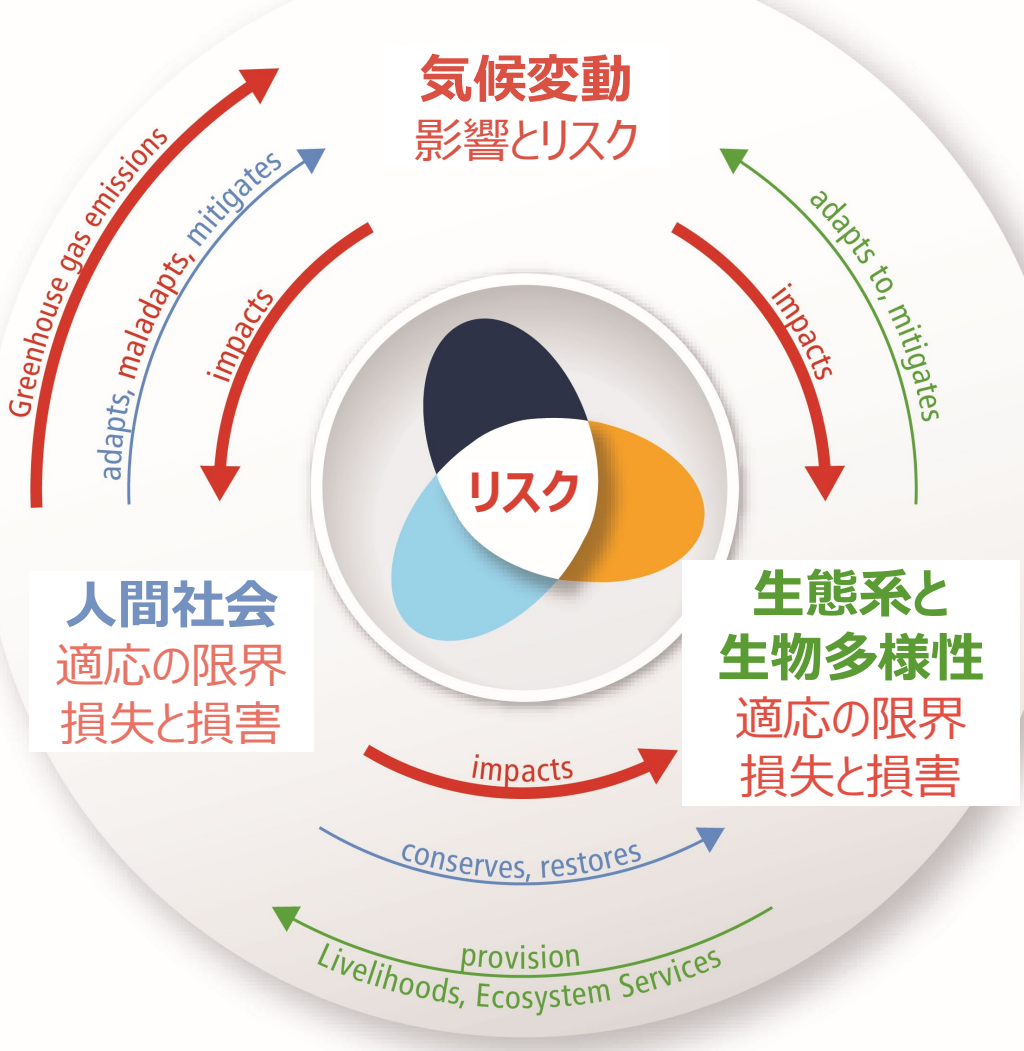 気候変動
影響とリスク
Greenhouse gas emissions
adapts, maladapts, mitigates
impacts
impacts
adapts to, mitigates
リスク
人間社会
適応の限界
損失と損害
生態系と
生物多様性
適応の限界
損失と損害
impacts
conserves, restores
provision
Livelihoods, Ecosystem Services